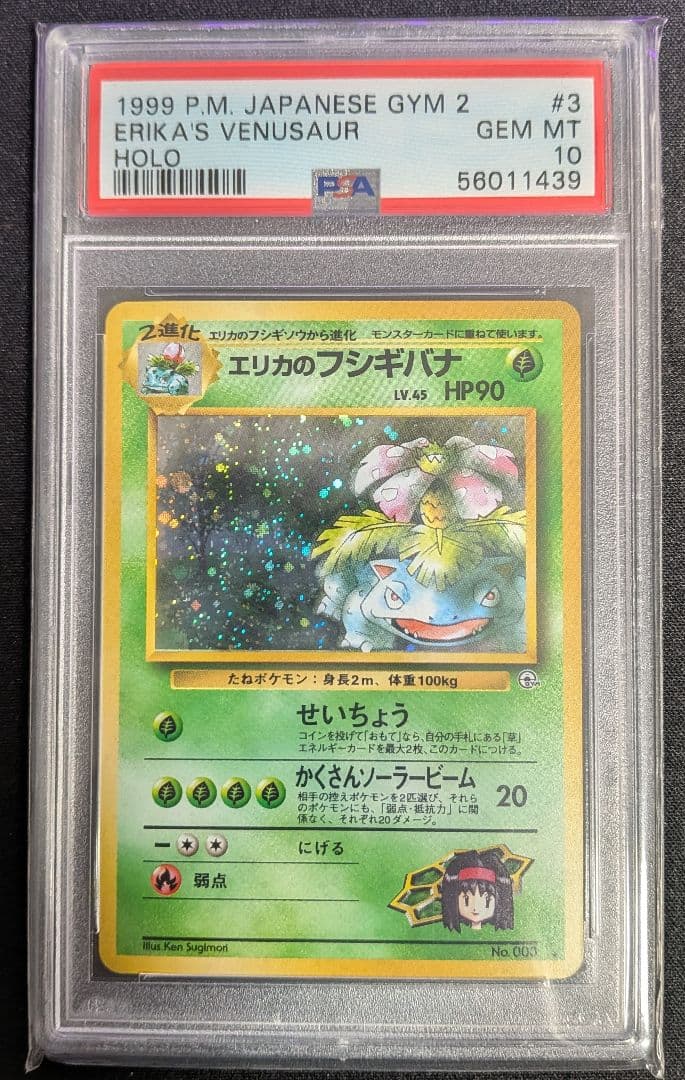 1999 P.M. JAPANESE GYM 2 #3
ERIKA'S VENUSAUR GEM MT
HOLO 10
PSA 56011439
2進化 エリカのフシギソウから進化 モンスターカードに重ねて使います。
エリカのフシギバナ
LV.45 HP90
たねポケモン：身長2m、体重100kg
GYM
せいちょう
コインを投げて「おもて」なら、自分の手札にある「草」
エネルギーカードを最大2枚、このカードにつける。
かくさんソーラービーム 20
相手の控えポケモンを2匹選び、それら
のポケモンにも、「弱点・抵抗力」に関
係なく、それぞれ20ダメージ。
ー にげる
弱点
Illus. Ken Sugimori No. 003